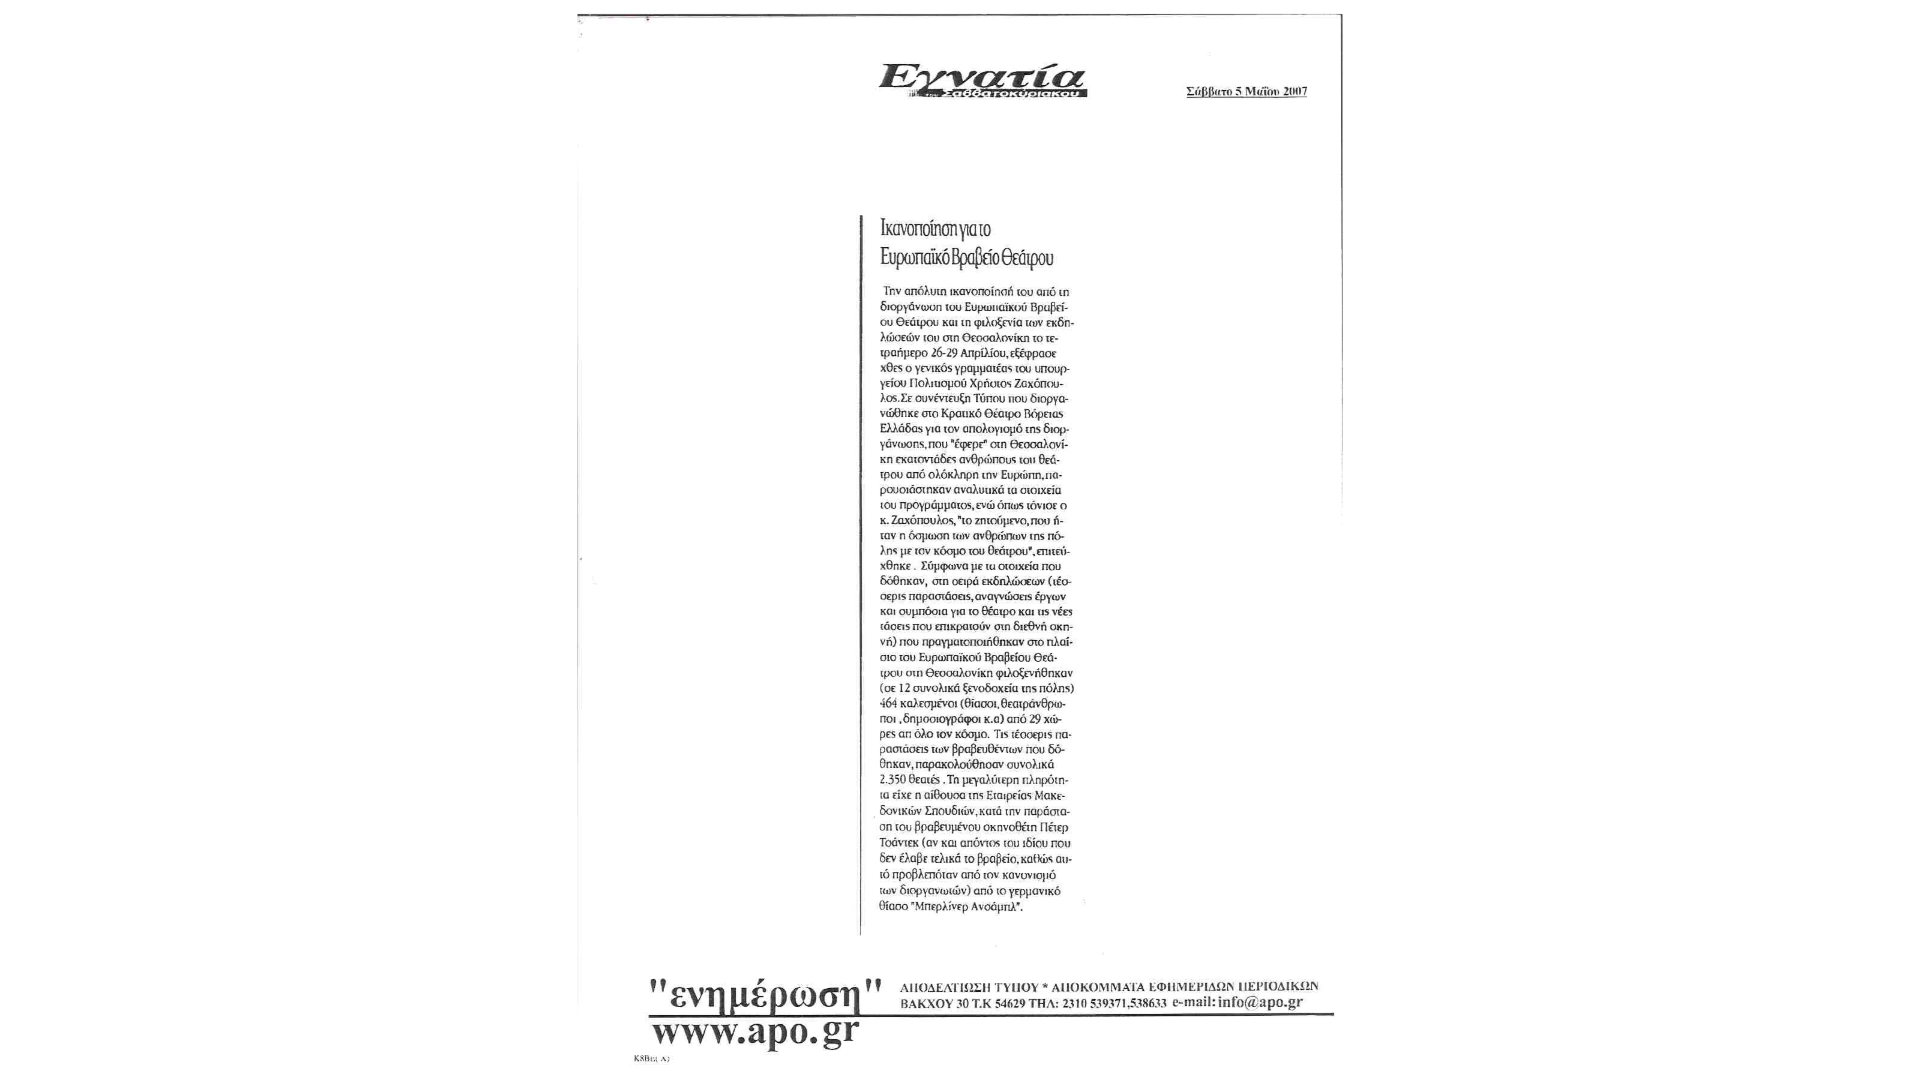 Εγνατία
Σαββατοκύριακου
Σάββατο 5 Μαΐου 2007
Ικανοποίηση για το
Ευρωπαϊκό Βραβείο Θεάτρου
Την απόλυτη ικανοποίησή του από τη
διοργάνωση του Ευρωπαϊκού Βραβεί-
ου Θεάτρου και τη φιλοξενία των εκδη-
λώσεών του στη Θεσσαλονίκη το τε-
τραήμερο 26-29 Απρίλίου, εξέφρασε
χθες ο γενικός γραμματέας του υπουρ-
γείου Πολιτισμού Χρήστος Ζαχόπου-
λος. Σε συνέντευξη Τύπου που διοργα-
νώθηκε στο Κρατικό Θέατρο Βόρειας
Ελλάδας για τον απολογισμό της διορ-
γάνωσης, που "έφερε" στη Θεσσαλονί-
κη εκατοντάδες ανθρώπους του θεά-
τρου από ολόκληρη την Ευρώπη, πα-
ρουσιάστηκαν αναλυτικά τα στοιχεία
του προγράμματος, ενώ όπως τόνισε ο
κ. Ζαχόπουλος, "το ζητούμενο, που ή-
ταν η όσμωση των ανθρώπων της πό-
λης με τον κόσμο του θεάτρου", επιτεύ-
χθηκε . Σύμφωνα με τα στοιχεία που
δόθηκαν, στη σειρά εκδηλώσεων (τέσ-
σερις παραστάσεις, αναγνώσεις έργων
και συμπόσια για το θέατρο και τις νέες
τάσεις που επικρατούν στη διεθνή σκη-
νή) που πραγματοποιήθηκαν στο πλαί-
σιο του Ευρωπαϊκού Βραβείου Θεά-
τρου στη Θεσσαλονίκη φιλοξενήθηκαν
(σε 12 συνολικά ξενοδοχεία της πόλης)
464 καλεσμένοι (θίασοι, θεατράνθρω-
ποι , δημοσιογράφοι κ.α) από 29 χώ-
ρες απ όλο τον κόσμο. Τις τέσσερις πα-
ραστάσεις των βραβευθέντων που δό-
θηκαν, παρακολούθησαν συνολικά
2.350 θεατές . Τη μεγαλύτερη πληρότη-
τα είχε η αίθουσα της Εταιρείας Μακε-
δονικών Σπουδιών, κατά την παράστα-
ση του βραβευμένου σκηνοθέτη Πέτερ
Τσάντεκ (αν και απόντος του ιδίου που
δεν έλαβε τελικά το βραβείο, καθώς αυ-
τό προβλεπόταν από τον κανονισμό
των διοργανωτών) από το γερμανικό
θίασο "Μπερλίνερ Ανσάμπλ".
"ενημέρωση"
ΑΠΟΔΕΛΤΙΩΣΗ ΤΥΠΟΥ * ΑΠΟΚΟΜΜΑΤΑ ΕΦΗΜΕΡΙΔΩΝ ΠΕΡΙΟΔΙΚΩΝ
ΒΑΚΧΟΥ 30 Τ.Κ 54629 ΤΗΛ: 2310 539371,538633 e-mail: info@apo.gr
www.apo.gr